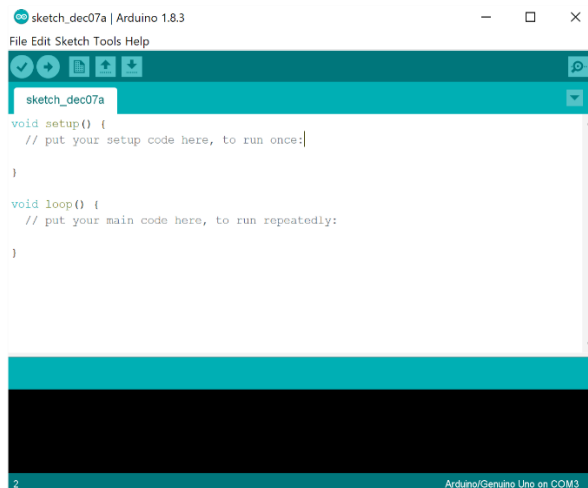 sketch_dec07a | Arduino 1.8.3
File Edit Sketch Tools Help
sketch_dec07a
void setup() {
// put your setup code here, to run once:
}
void loop() {
// put your main code here, to run repeatedly:
}
2 Arduino/Genuino Uno on COM3